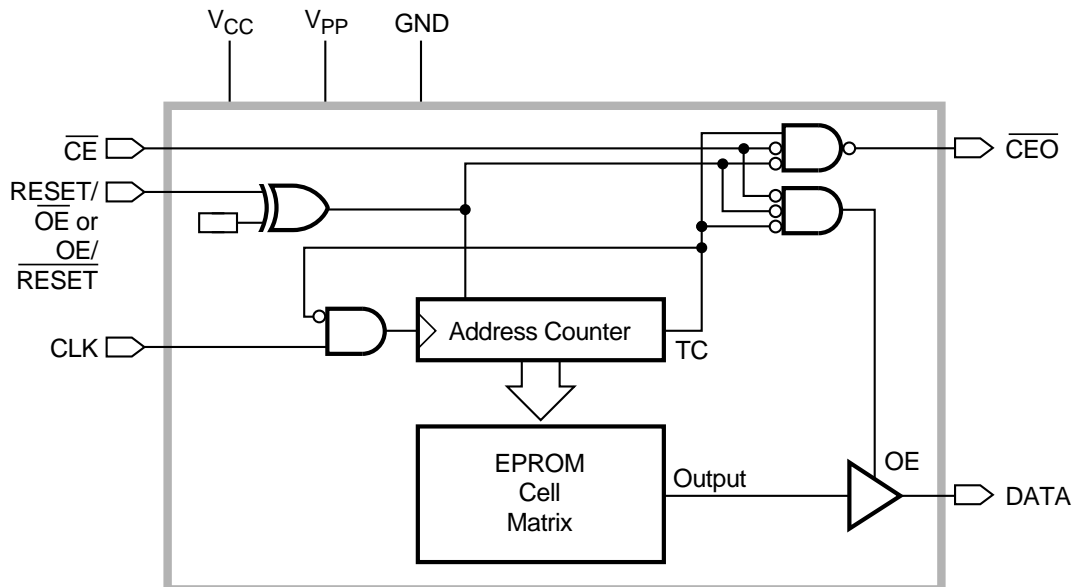 VCC VPP GND
CE
CEO
RESET/
OE or
OE/
RESET
CLK
Address Counter
TC
EPROM
Cell
Matrix
Output
OE
DATA